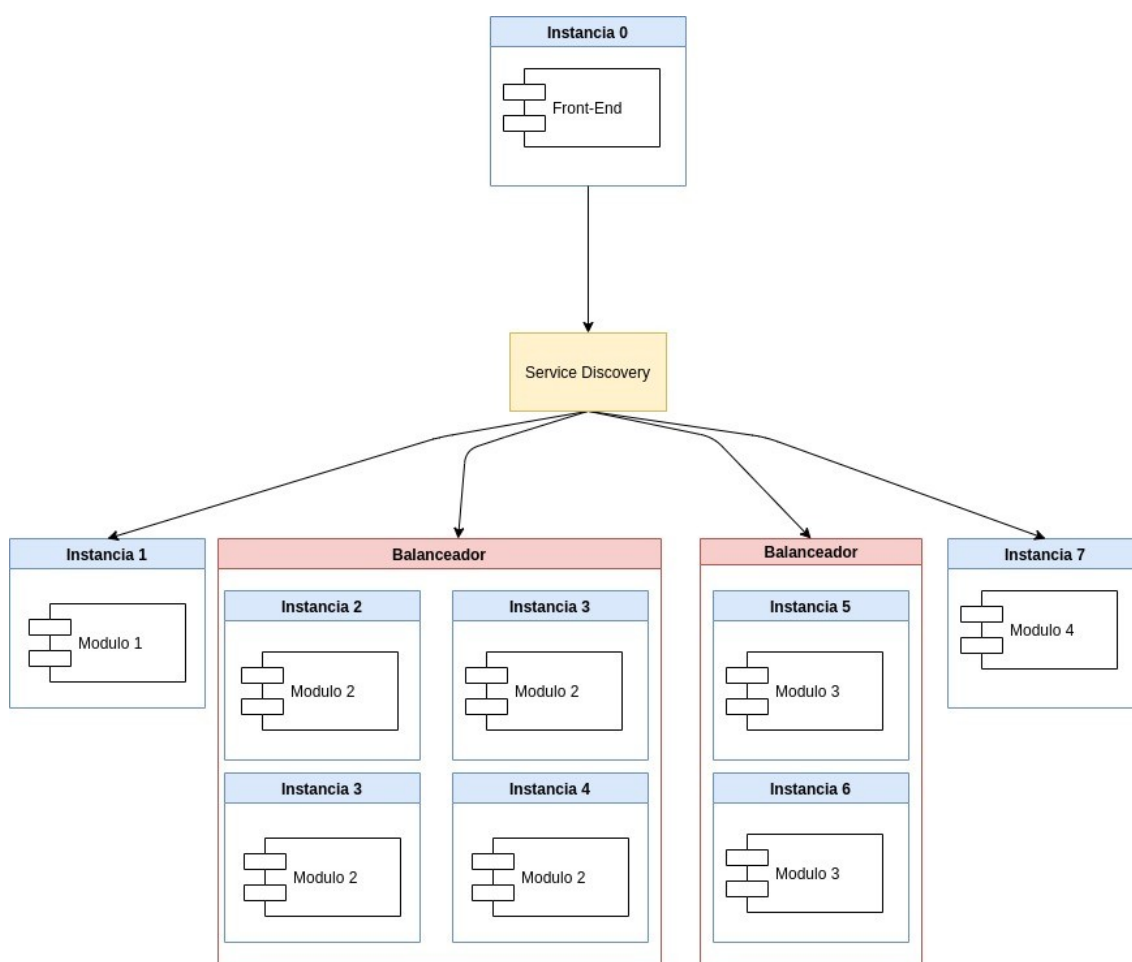 Instancia 0
Front-End
Service Discovery
Instancia 1
Modulo 1
Balanceador
Instancia 2
Modulo 2
Instancia 3
Modulo 2
Instancia 3
Modulo 2
Instancia 4
Modulo 2
Balanceador
Instancia 5
Modulo 3
Instancia 6
Modulo 3
Instancia 7
Modulo 4